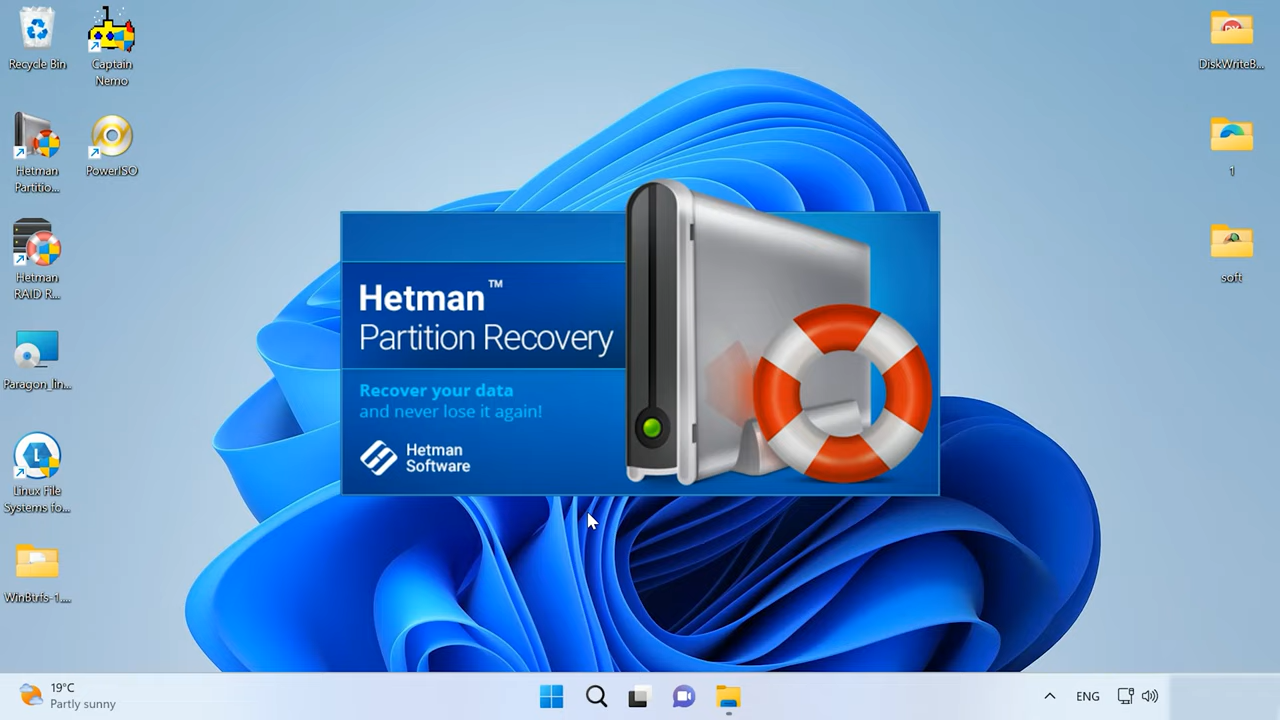 Recycle Bin
Captain
Nemo
Hetman
Partitio...
PowerISO
Hetman
RAID R...
Paragon_lin...
Linux File
Systems fo...
WinBtrfs-1....
Hetman™
Partition Recovery
Recover your data
and never lose it again!
Hetman
Software
DiskWriteB...
1
soft
19°C
Partly sunny
ENG